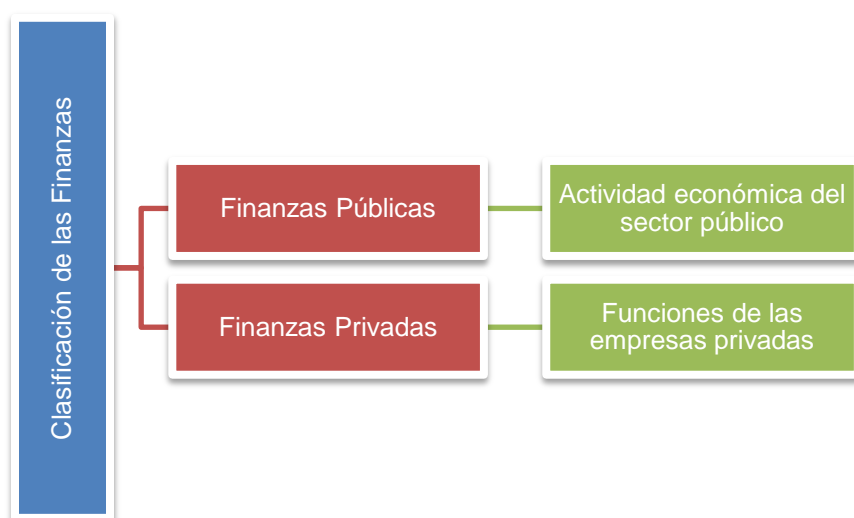 Clasificación de las Finanzas
Finanzas Públicas
Actividad económica del
sector público
Finanzas Privadas
Funciones de las
empresas privadas